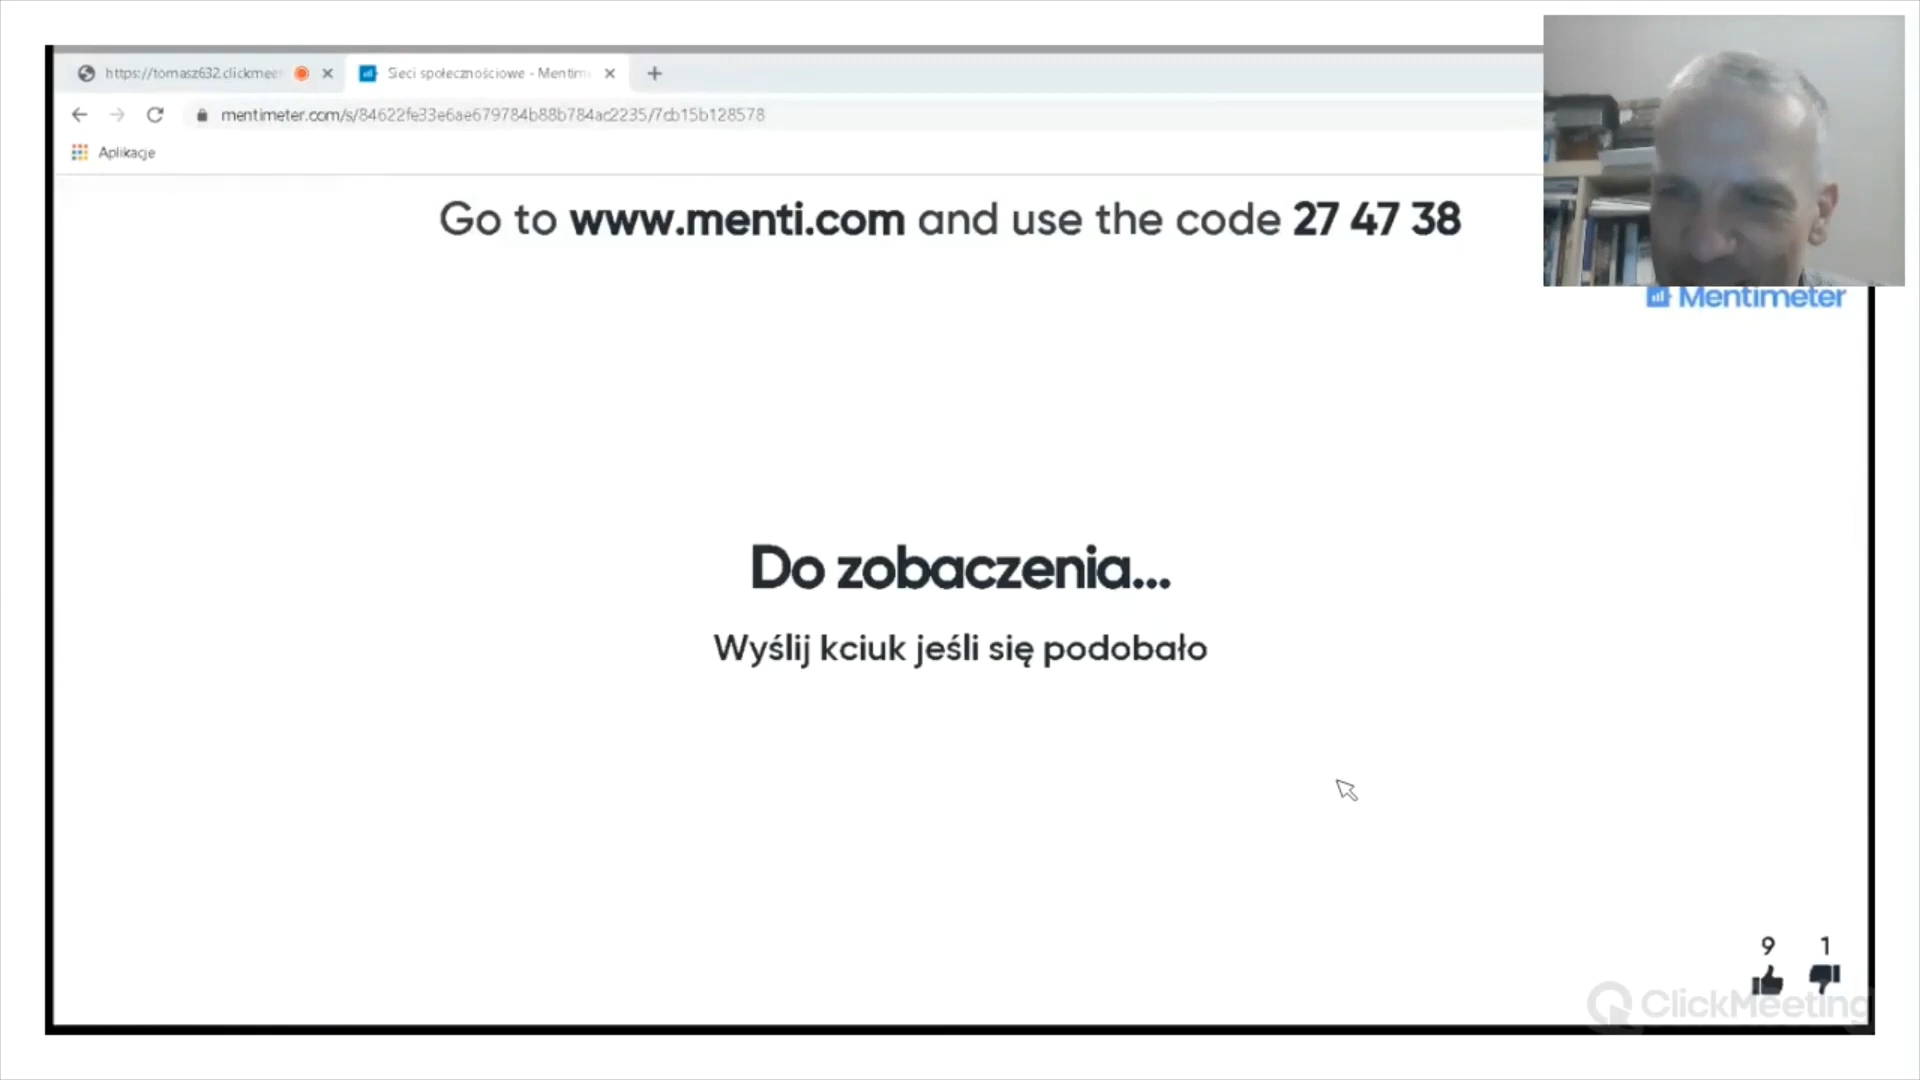 https://tomasz632.clickmee
Sieci społecznościowe - Mentim
mentimeter.com/s/84622fe33e6ae679784b88b784ac2235/7cb15b128578
Aplikacje
Go to www.menti.com and use the code 27 47 38
Mentimeter
Do zobaczenia...
Wyślij kciuk jeśli się podobało
9 1
ClickMeeting